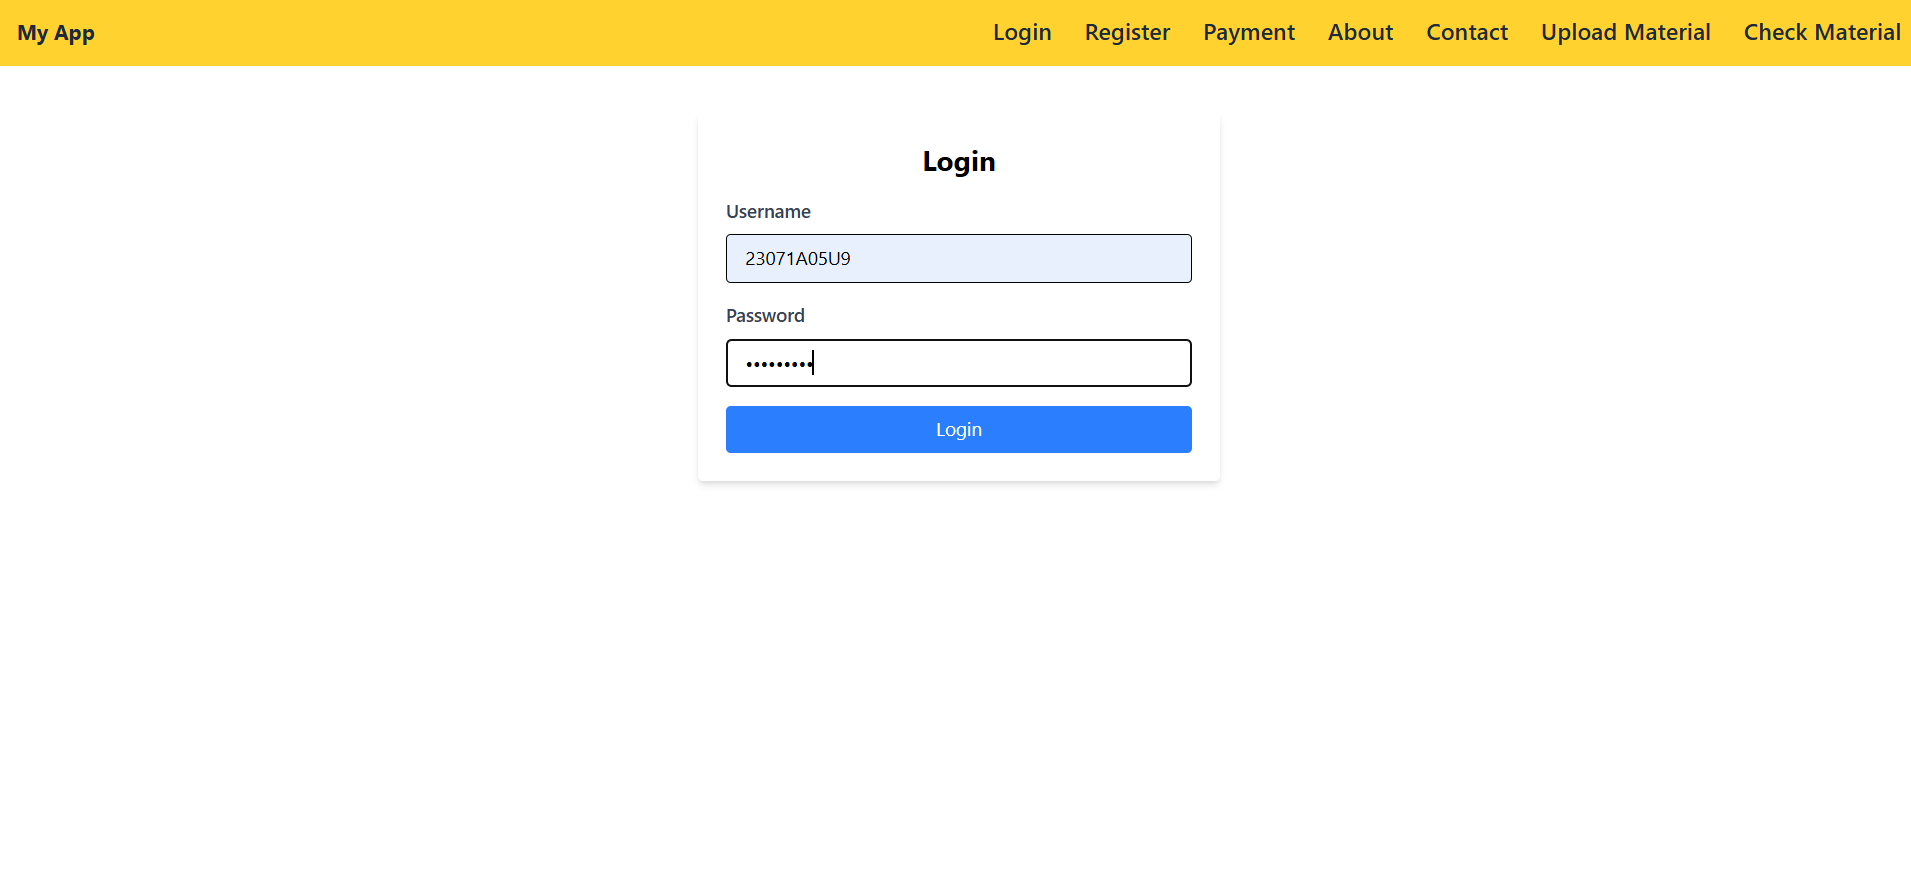 My App Login Register Payment About Contact Upload Material Check Material
Login
Username
23071A05U9
Password
•••••••••
Login